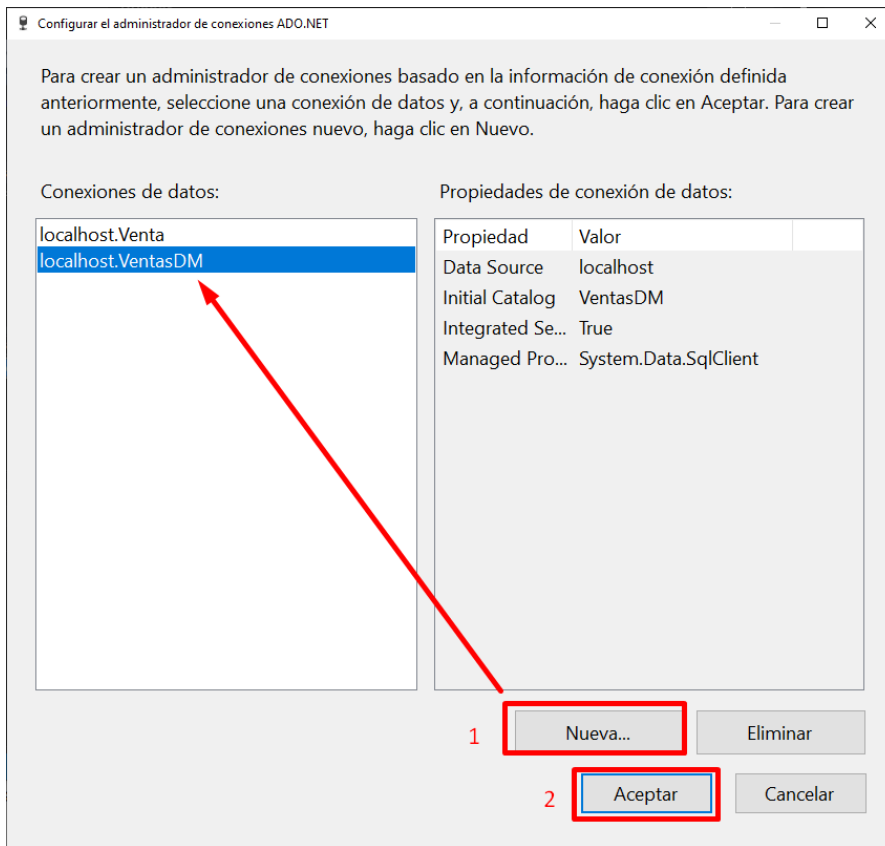 Configurar el administrador de conexiones ADO.NET
Para crear un administrador de conexiones basado en la información de conexión definida
anteriormente, seleccione una conexión de datos y, a continuación, haga clic en Aceptar. Para crear
un administrador de conexiones nuevo, haga clic en Nuevo.
Conexiones de datos:
localhost.Venta
localhost.VentasDM
Propiedades de conexión de datos:
Propiedad Valor
Data Source localhost
Initial Catalog VentasDM
Integrated Se... True
Managed Pro... System.Data.SqlClient
1 Nueva... Eliminar
2 Aceptar Cancelar